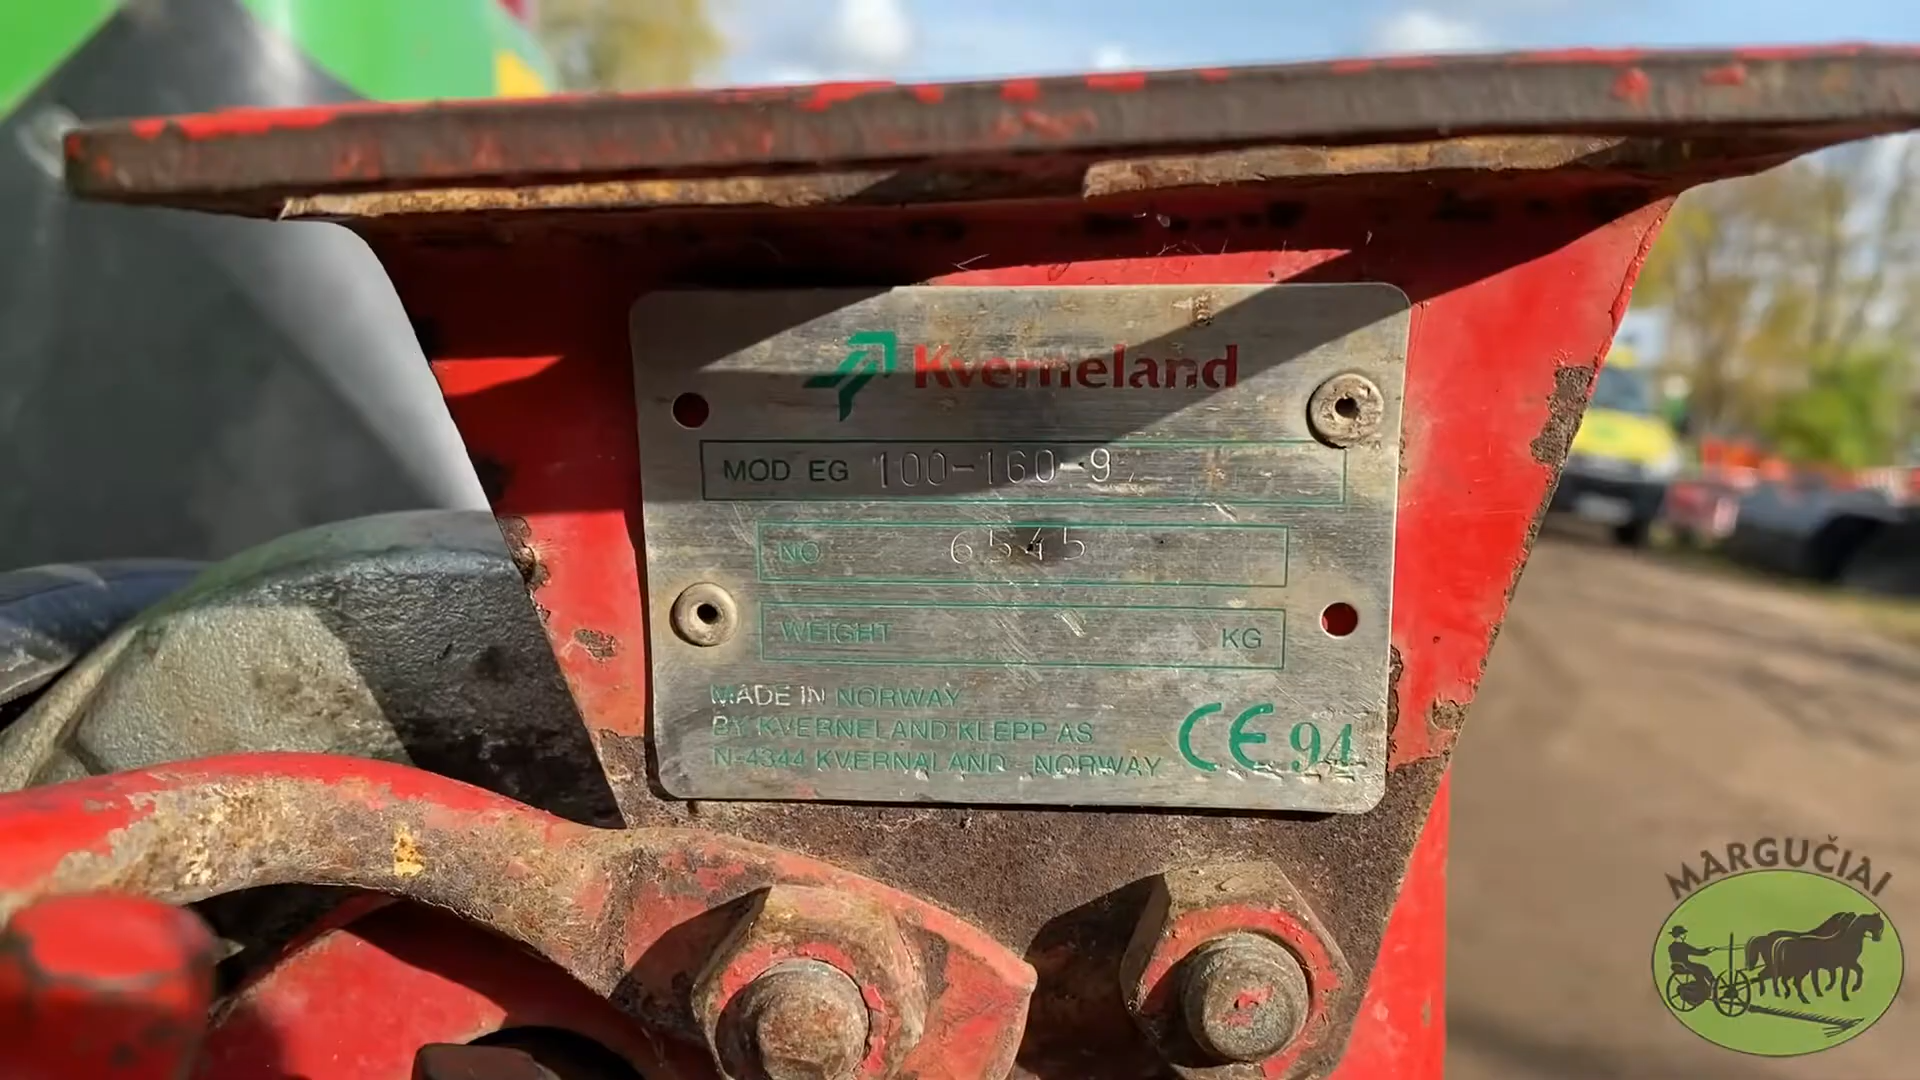 Kverneland
MOD EG 100-160-9
NO 6545
WEIGHT KG
MADE IN NORWAY
BY KVERNELAND KLEPP AS
N-4344 KVERNALAND - NORWAY
CE 94
MARGUČIAI